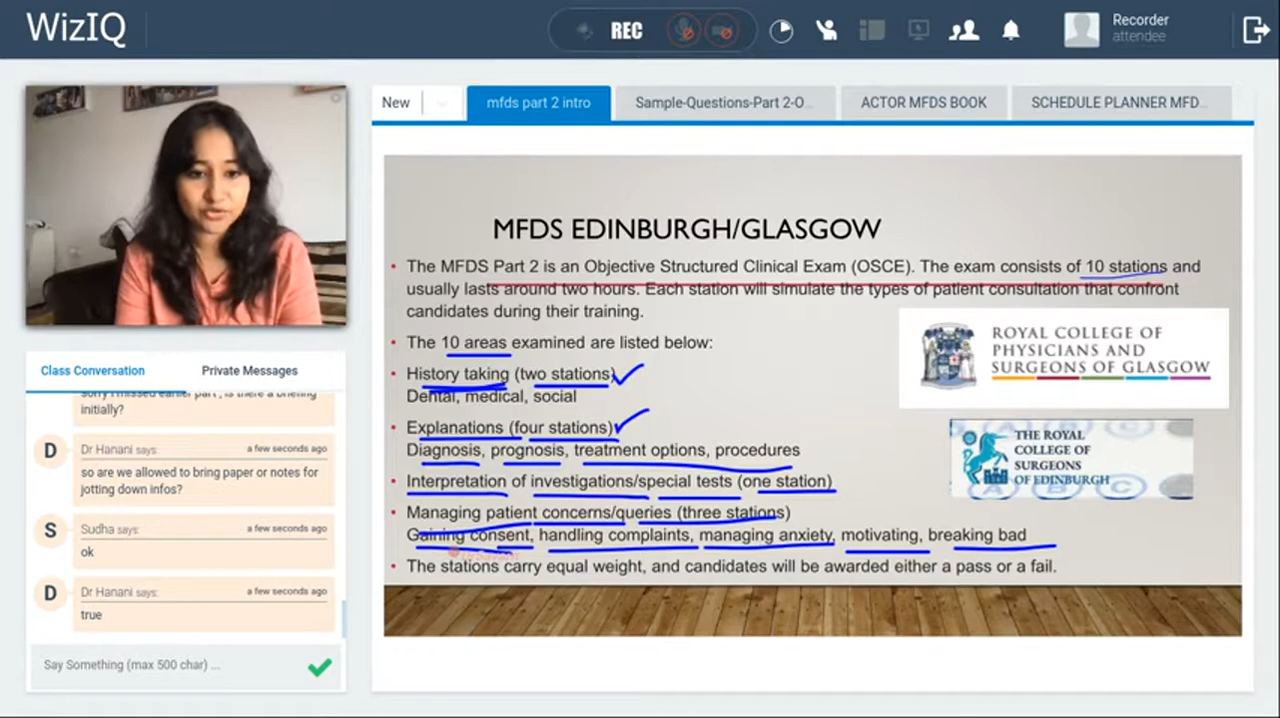 WizIQ
REC
Recorder
attendee
New
mfds part 2 intro
Sample-Questions-Part 2-O...
ACTOR MFDS BOOK
SCHEDULE PLANNER MFD...
MFDS EDINBURGH/GLASGOW
• The MFDS Part 2 is an Objective Structured Clinical Exam (OSCE). The exam consists of 10 stations and
usually lasts around two hours. Each station will simulate the types of patient consultation that confront
candidates during their training.
• The 10 areas examined are listed below:
• History taking (two stations)
Dental, medical, social
• Explanations (four stations)
Diagnosis, prognosis, treatment options, procedures
• Interpretation of investigations/special tests (one station)
• Managing patient concerns/queries (three stations)
Gaining consent, handling complaints, managing anxiety, motivating, breaking bad
• The stations carry equal weight, and candidates will be awarded either a pass or a fail.
ROYAL COLLEGE OF
PHYSICIANS AND
SURGEONS OF GLASGOW
THE ROYAL
COLLEGE OF
SURGEONS
OF EDINBURGH
A B C
Class Conversation
Private Messages
sorry i missed earlier part , is there a briefing
initially?
D
Dr Hanani says:
a few seconds ago
so are we allowed to bring paper or notes for
jotting down infos?
S
Sudha says:
a few seconds ago
ok
D
Dr Hanani says:
a few seconds ago
true
Say Something (max 500 char) ...